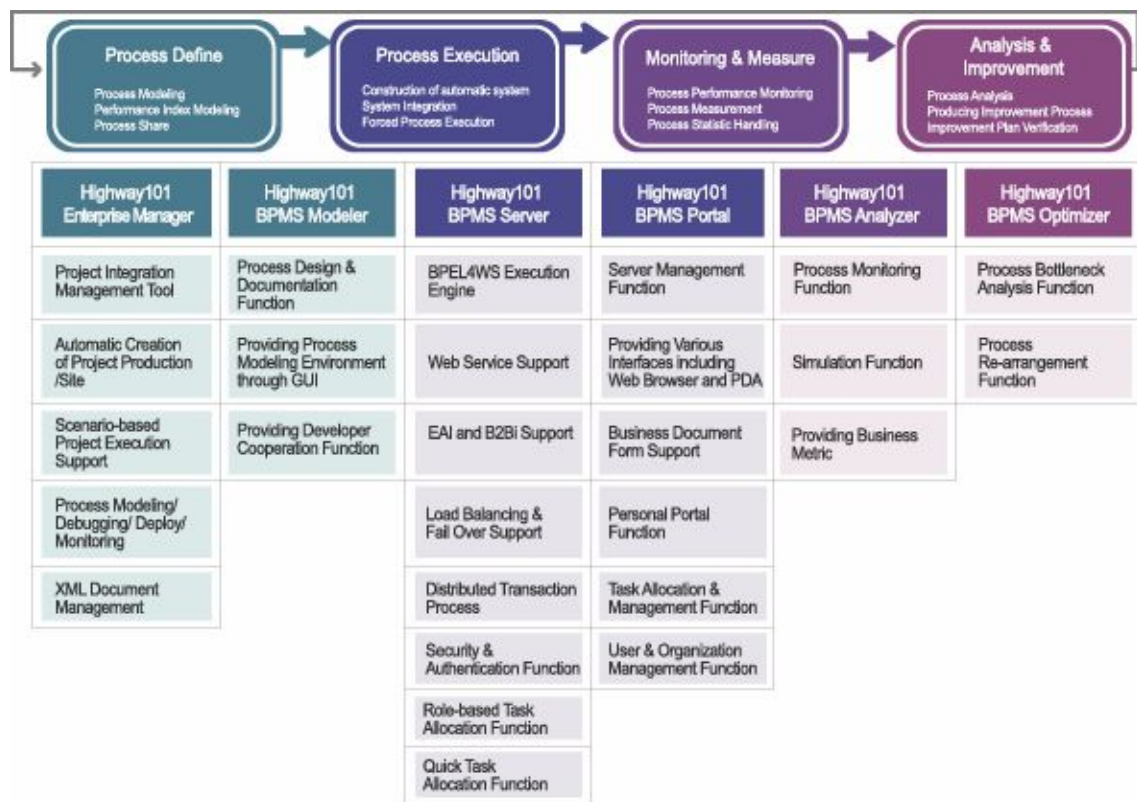 Process Define
Process Modeling
Performance Index Modeling
Process Share
Process Execution
Construction of automatic system
System Integration
Forced Process Execution
Monitoring & Measure
Process Performance Monitoring
Process Measurement
Process Statistic Handling
Analysis &
Improvement
Process Analysis
Producing Improvement Process
Improvement Plan Verification
Highway101
Enterprise Manager
Highway101
BPMS Modeler
Highway101
BPMS Server
Highway101
BPMS Portal
Highway101
BPMS Analyzer
Highway101
BPMS Optimizer
Project Integration
Management Tool
Process Design &
Documentation
Function
BPEL4WS Execution
Engine
Server Management
Function
Process Monitoring
Function
Process Bottleneck
Analysis Function
Automatic Creation
of Project Production
/Site
Providing Process
Modeling Environment
through GUI
Web Service Support
Providing Various
Interfaces including
Web Browser and PDA
Simulation Function
Process
Re-arrangement
Function
Scenario-based
Project Execution
Support
Providing Developer
Cooperation Function
EAI and B2Bi Support
Business Document
Form Support
Providing Business
Metric
Process Modeling/
Debugging/ Deploy/
Monitoring
Load Balancing &
Fail Over Support
Personal Portal
Function
XML Document
Management
Distributed Transaction
Process
Task Allocation &
Management Function
Security &
Authentication Function
User & Organization
Management Function
Role-based Task
Allocation Function
Quick Task
Allocation Function